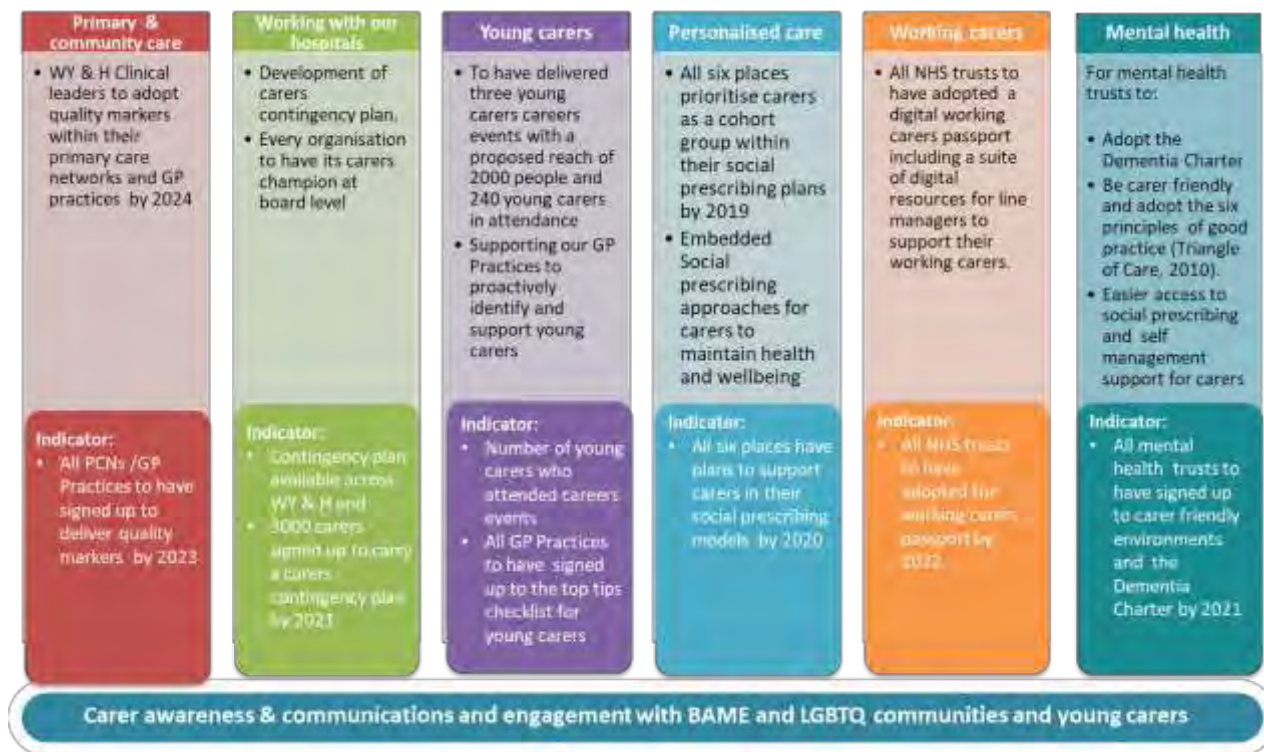 Primary &
community care
• WY & H Clinical
leaders to adopt
quality markers
within their
primary care
networks and GP
practices by 2024
Indicator:
• All PCNs /GP
Practices to have
signed up to
deliver quality
markers by 2023
Working with our
hospitals
• Development of
carers
contingency plan.
• Every organisation
to have its carers
champion at
board level
Indicator:
• Contingency plan
available across
WY & H and
• 3000 carers
signed up to carry
a carers
contingency plan
by 2021
Young carers
• To have delivered
three young
carers careers
events with a
proposed reach of
2000 people and
240 young carers
in attendance
• Supporting our GP
Practices to
proactively
identify and
support young
carers
Indicator:
• Number of young
carers who
attended careers
events
• All GP Practices
to have signed
up to the top tips
checklist for
young carers
Personalised care
• All six places
prioritise carers
as a cohort
group within
their social
prescribing plans
by 2019
• Embedded
Social
prescribing
approaches for
carers to
maintain health
and wellbeing
Indicator:
• All six places have
plans to support
carers in their
social prescribing
models by 2020
Working carers
• All NHS trusts to
have adopted a
digital working
carers passport
including a suite
of digital
resources for line
managers to
support their
working carers.
Indicator:
• All NHS trusts
to have
adopted the
working carers
passport by
2022.
Mental health
For mental health
trusts to:
• Adopt the
Dementia Charter
• Be carer friendly
and adopt the six
principles of good
practice (Triangle
of Care, 2010).
• Easier access to
social prescribing
and self
management
support for carers
Indicator:
• All mental
health trusts to
have signed up
to carer friendly
environments
and the
Dementia
Charter by 2021
Carer awareness & communications and engagement with BAME and LGBTQ communities and young carers